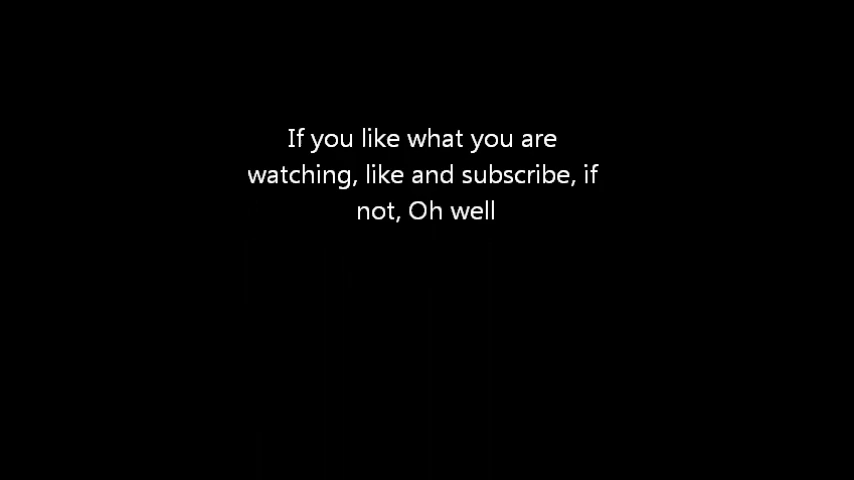 If you like what you are
watching, like and subscribe, if
not, Oh well